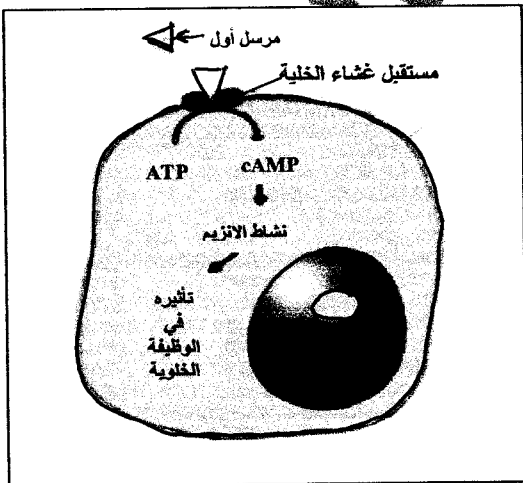 مرسل أول
مستقبل غشاء الخلية
ATP
cAMP
نشاط الانزيم
تأثيره
في
الوظيفة
الخلوية